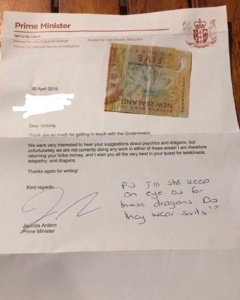 Prime Minister
30 April 2019
NEW ZEALAND
FIVE
Thank you so much for getting in touch with the Government.
We were very interested to hear your suggestions about psychics and dragons, but
unfortunately we are not currently doing any work in either of these areas! I am therefore
returning your bribe money, and I wish you all the very best in your quest for telekinesis,
telepathy, and dragons.
Thanks again for writing!
Kind regards,
Jacinda Ardern
Prime Minister
P.S I'll still keep
an eye out for
those dragons. Do
they wear suits??